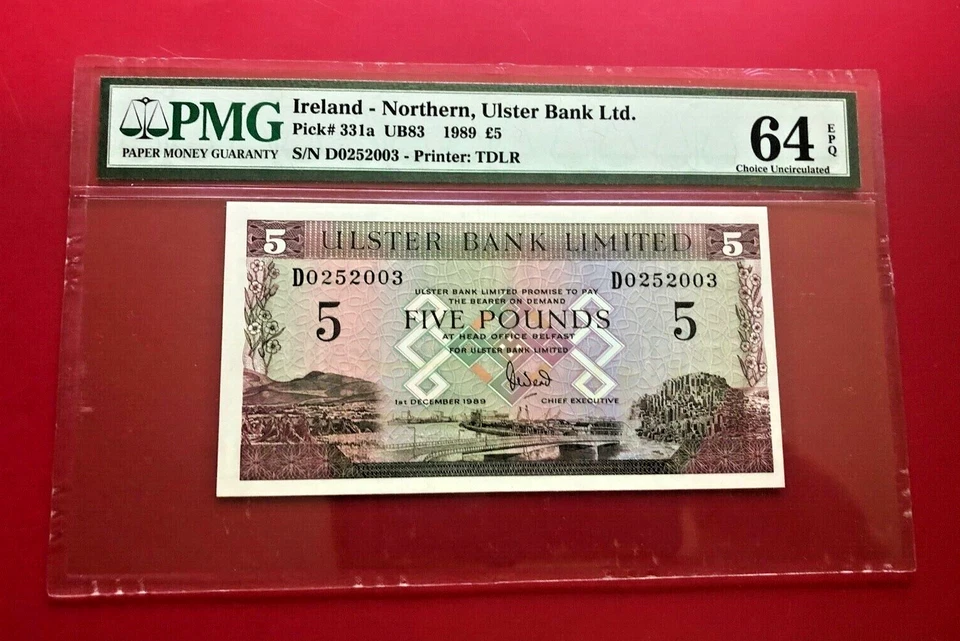 PMG
PAPER MONEY GUARANTY
Ireland - Northern, Ulster Bank Ltd.
Pick# 331a UB83 1989 £5
S/N D0252003 - Printer: TDLR
64 EPQ
Choice Uncirculated
5 ULSTER BANK LIMITED 5
D0252003 D0252003
ULSTER BANK LIMITED PROMISE TO PAY
THE BEARER ON DEMAND
5 FIVE POUNDS 5
AT HEAD OFFICE BELFAST
FOR ULSTER BANK LIMITED
1st DECEMBER 1989 CHIEF EXECUTIVE